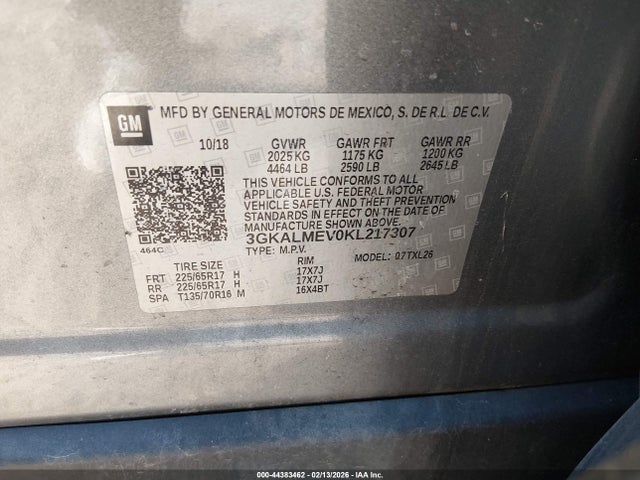 GM
MFD BY GENERAL MOTORS DE MEXICO, S. DE R.L. DE C.V.
10/18 GVWR GAWR FRT GAWR RR
2025 KG 1175 KG 1200 KG
4464 LB 2590 LB 2645 LB
THIS VEHICLE CONFORMS TO ALL
APPLICABLE U.S. FEDERAL MOTOR
VEHICLE SAFETY AND THEFT PREVENTION
STANDARDS IN EFFECT ON THE DATE OF
MANUFACTURE SHOWN ABOVE.
3GKALMEV0KL217307
464C TYPE: M.P.V. MODEL: 07TXL26
TIRE SIZE RIM
FRT 225/65R17 H 17X7J
RR 225/65R17 H 17X7J
SPA T135/70R16 M 16X4BT
000-44383462 | 02/13/2026 - IAA Inc.